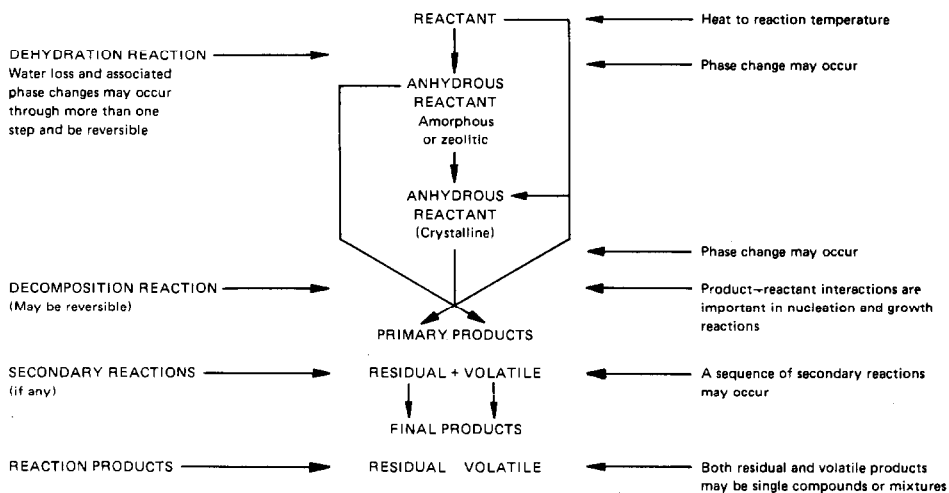 REACTANT
Heat to reaction temperature
DEHYDRATION REACTION
Water loss and associated
phase changes may occur
through more than one
step and be reversible
Phase change may occur
ANHYDROUS
REACTANT
Amorphous
or zeolitic
ANHYDROUS
REACTANT
(Crystalline)
Phase change may occur
DECOMPOSITION REACTION
(May be reversible)
Product–reactant interactions are
important in nucleation and growth
reactions
PRIMARY PRODUCTS
SECONDARY REACTIONS
(if any)
RESIDUAL + VOLATILE
A sequence of secondary reactions
may occur
FINAL PRODUCTS
REACTION PRODUCTS
RESIDUAL VOLATILE
Both residual and volatile products
may be single compounds or mixtures